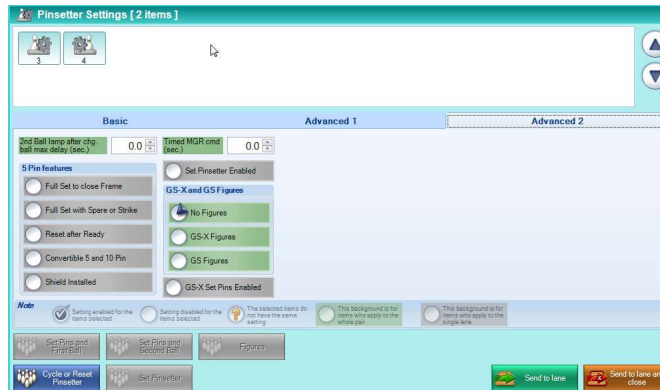 Pinsetter Settings [ 2 items ]
3 4
Basic Advanced 1 Advanced 2
2nd Ball lamp after chg. ball max delay (sec.) 0.0 Timed MGR cmd (sec.) 0.0
5 Pin features
Full Set to close Frame
Full Set with Spare or Strike
Reset after Ready
Convertible 5 and 10 Pin
Shield Installed
Set Pinsetter Enabled
GS-X and GS Figures
No Figures
GS-X Figures
GS Figures
GS-X Set Pins Enabled
Note
Setting enabled for the items selected
Setting disabled for the items selected
The selected items do not have the same setting
This background is for items who apply to the whole pair
This background is for items who apply to the single lane
Set Pins and First Ball
Set Pins and Second Ball
Figures
Cycle or Reset Pinsetter
Set Pinsetter
Send to lane
Send to lane an
close